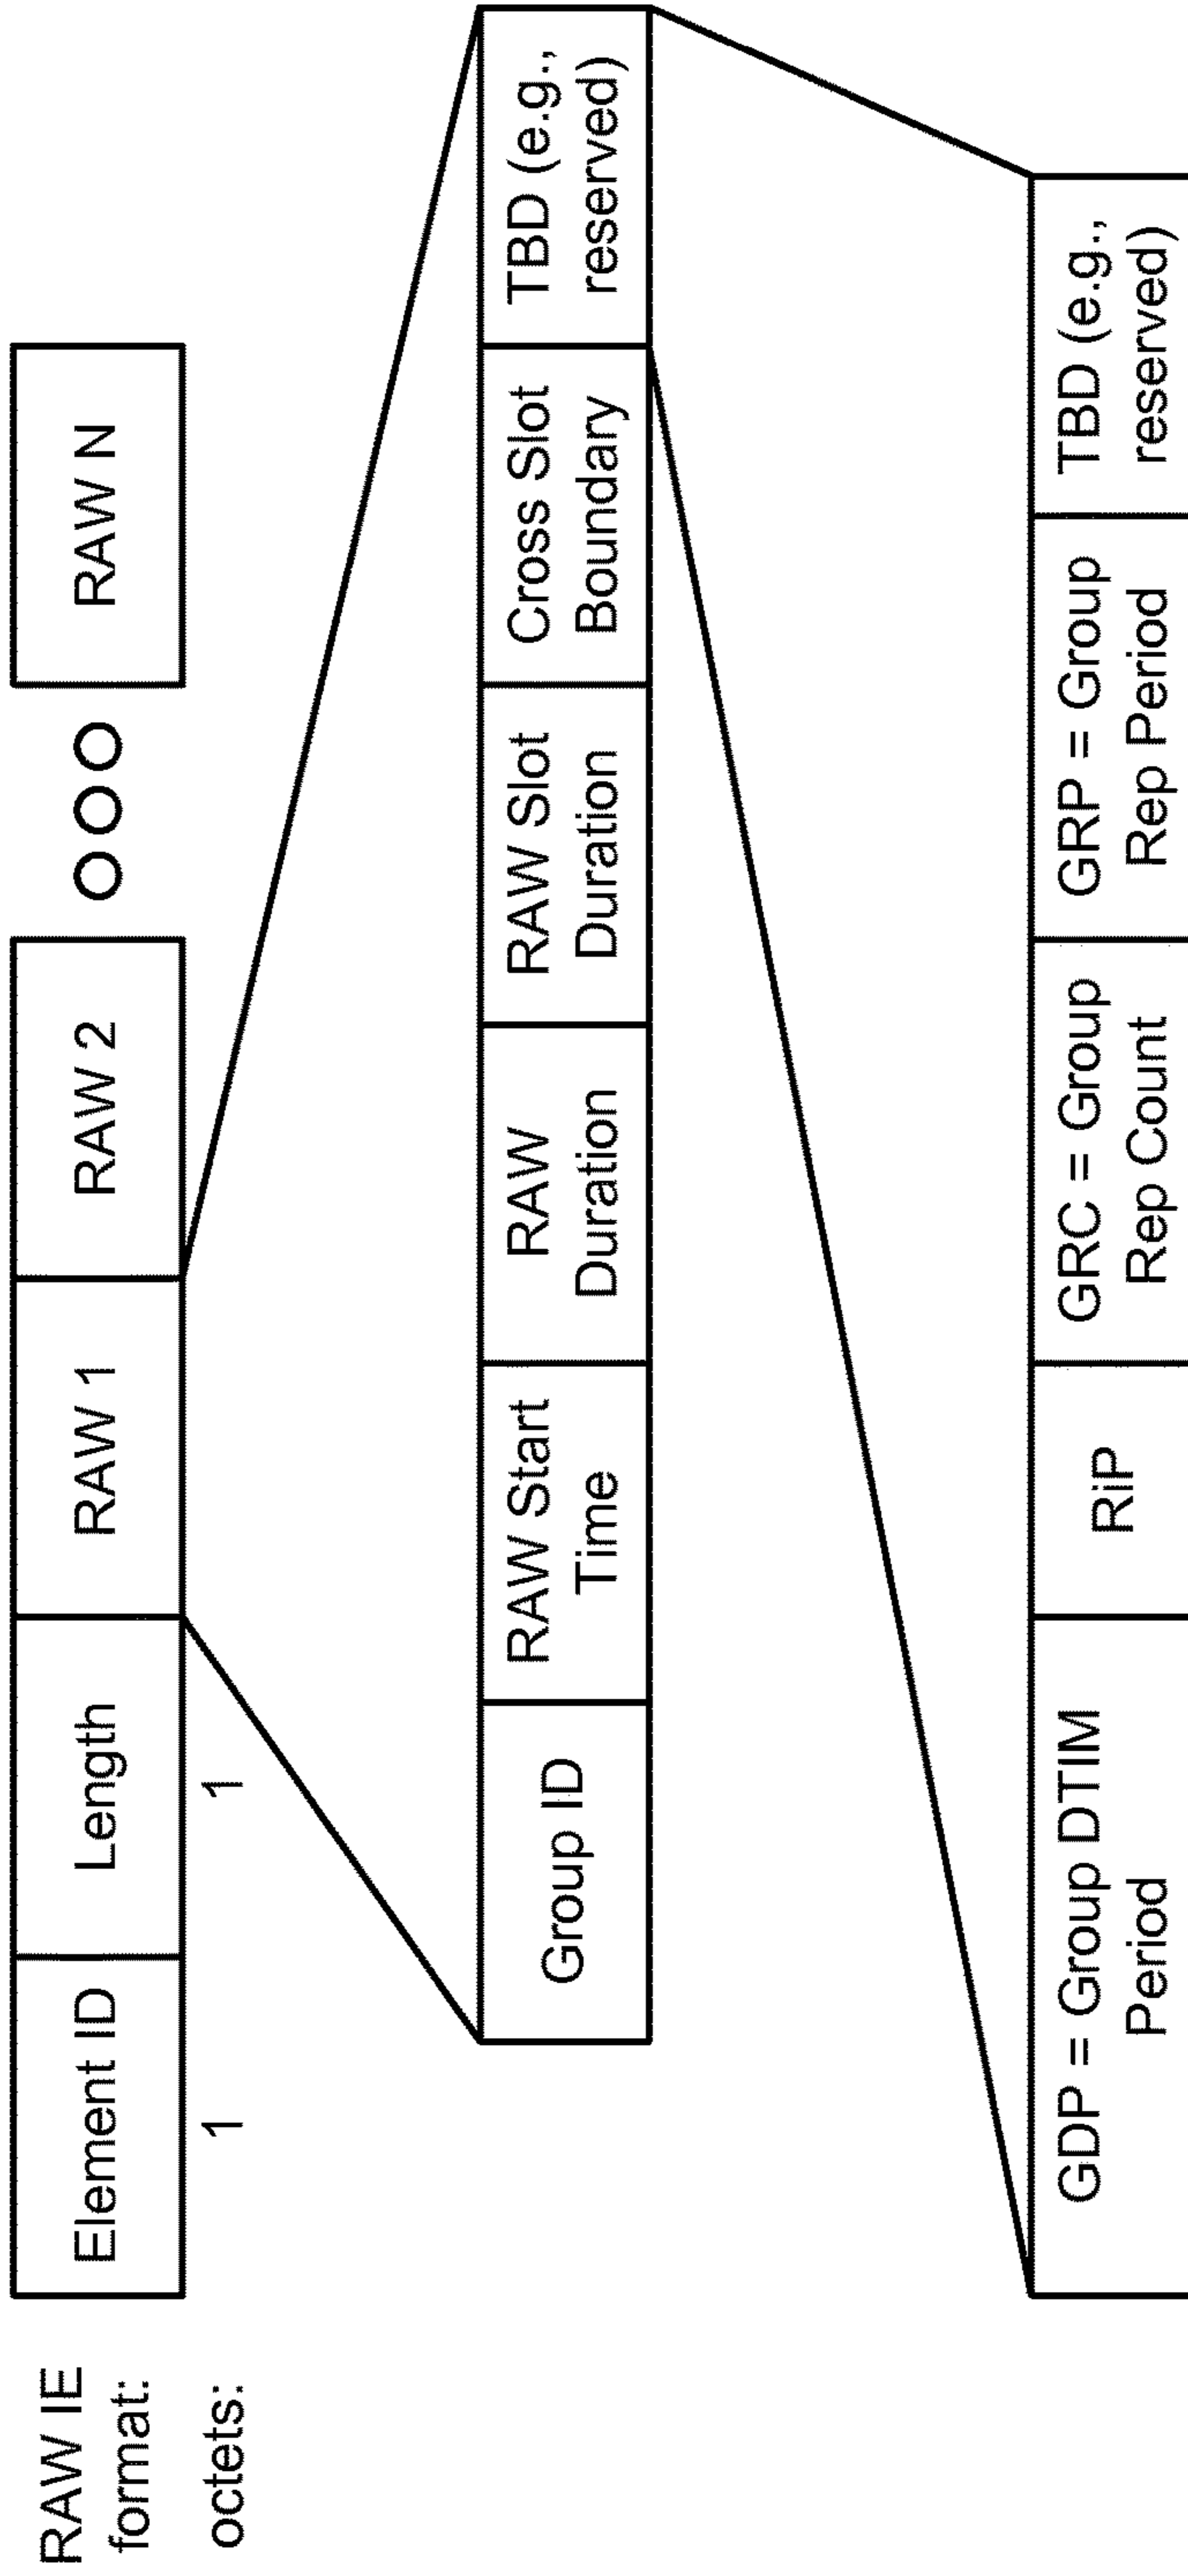 RAW IE
format:
Element ID
Length
RAW 1
RAW 2
RAW N
octets:
1
1
Group ID
RAW Start
Time
RAW
Duration
RAW Slot
Duration
Cross Slot
Boundary
TBD (e.g.,
reserved)
GDP = Group DTIM
Period
RiP
GRC = Group
Rep Count
GRP = Group
Rep Period
TBD (e.g.,
reserved)